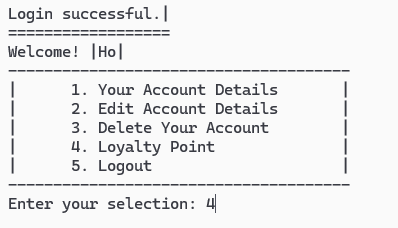 Login successful.|
==================
Welcome! |Ho|
--------------------------------------
|      1. Your Account Details       |
|      2. Edit Account Details       |
|      3. Delete Your Account        |
|      4. Loyalty Point              |
|      5. Logout                     |
--------------------------------------
Enter your selection: 4